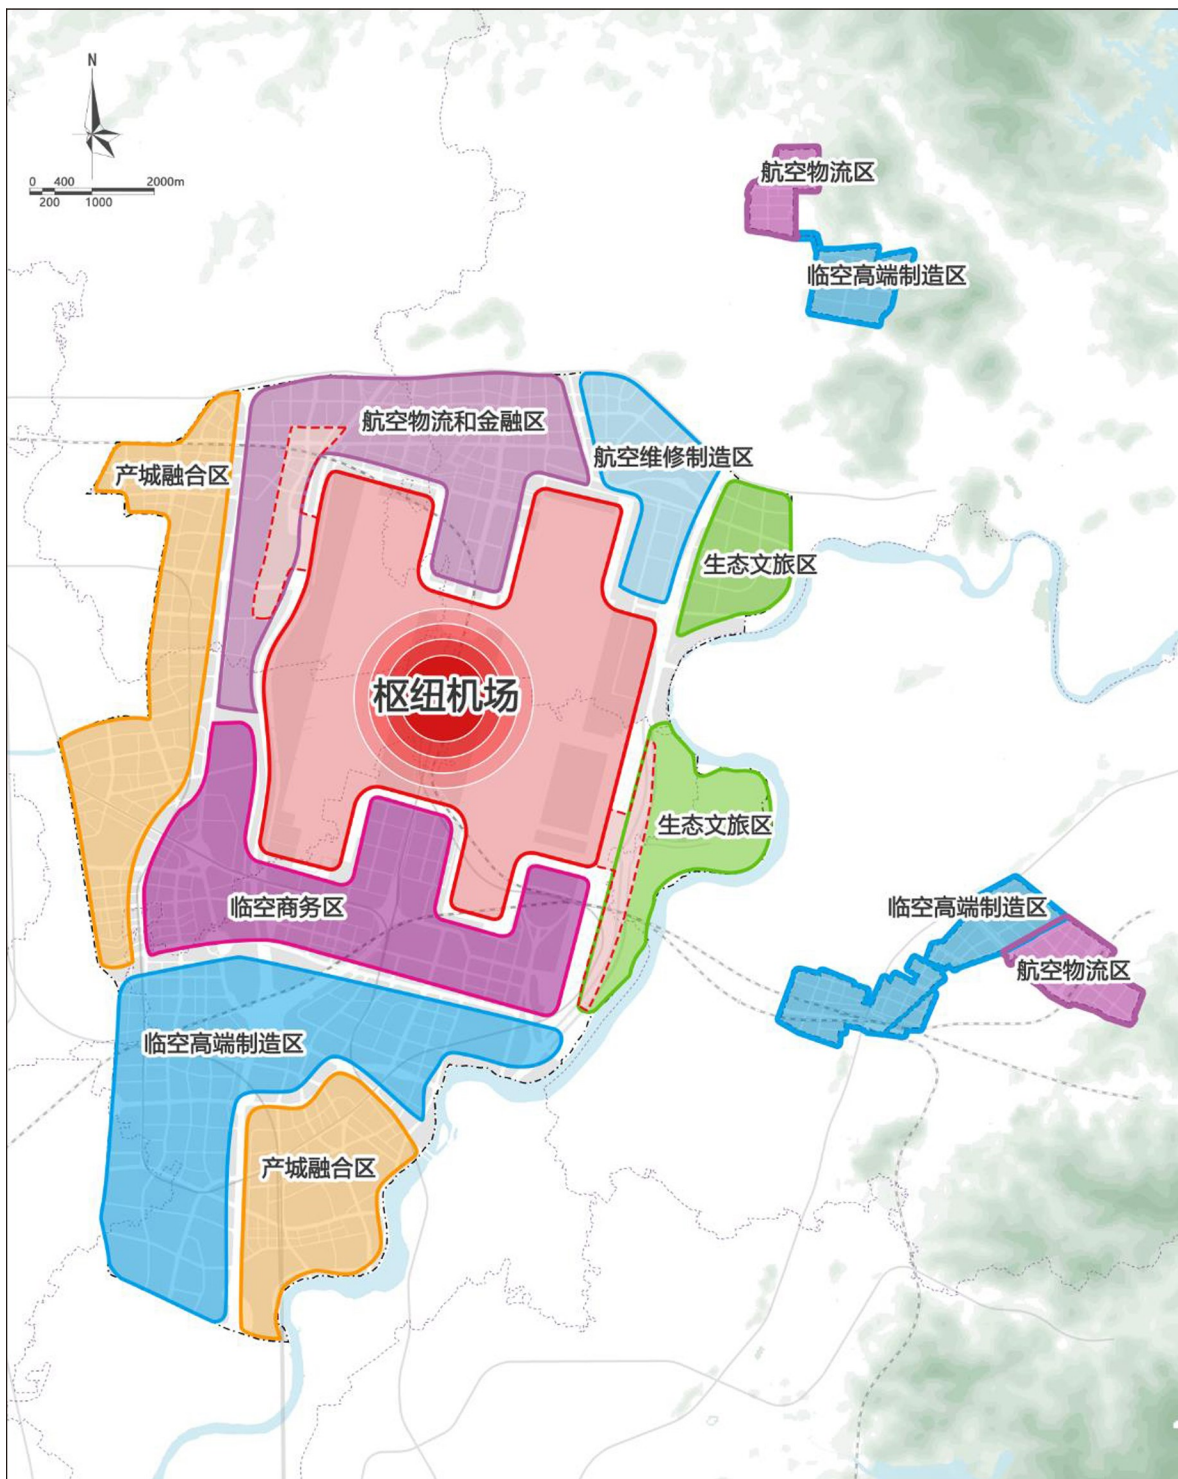 N
0 400 2000m
200 1000
航空物流区
临空高端制造区
航空物流和金融区
航空维修制造区
产城融合区
生态文旅区
枢纽机场
生态文旅区
临空商务区
临空高端制造区
航空物流区
临空高端制造区
产城融合区